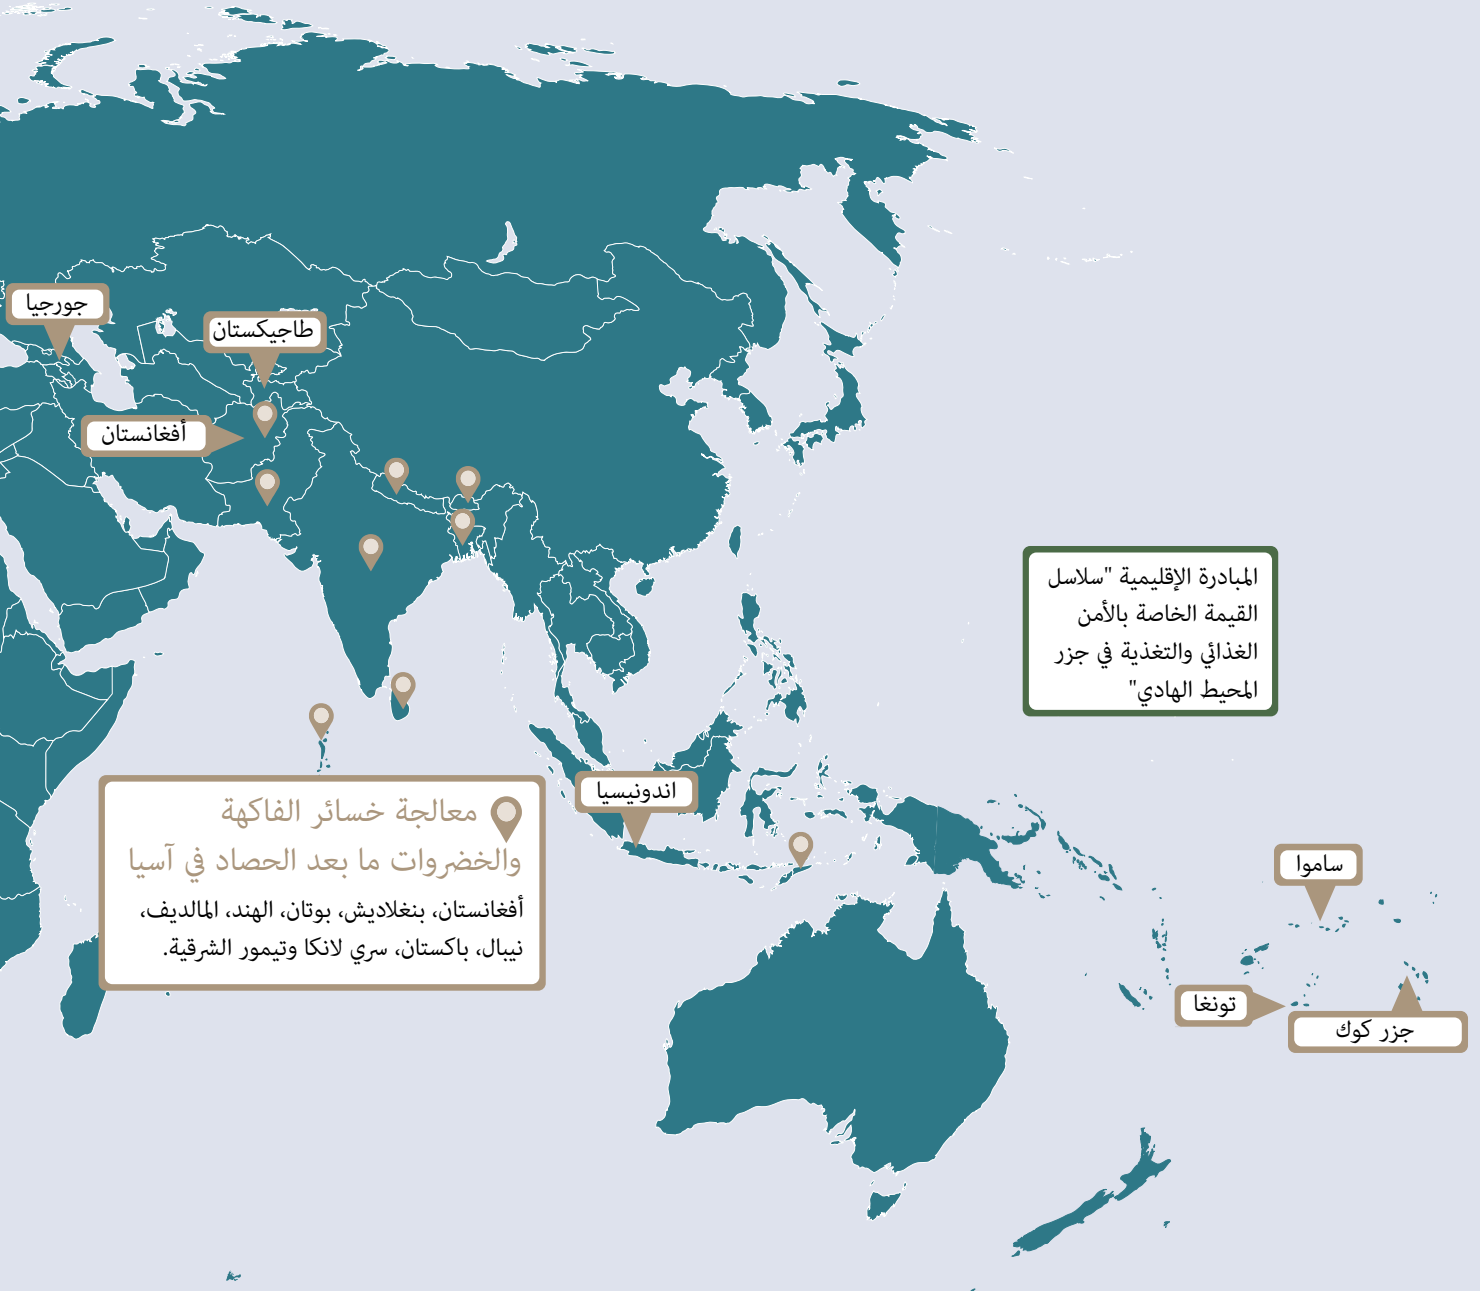 جورجيا
طاجيكستان
أفغانستان
المبادرة الإقليمية "سلاسل
القيمة الخاصة بالأمن
الغذائي والتغذية في جزر
المحيط الهادي"
اندونيسيا
معالجة خسائر الفاكهة
والخضروات ما بعد الحصاد في آسيا
أفغانستان، بنغلاديش، بوتان، الهند، المالديف،
نيبال، باكستان، سري لانكا وتيمور الشرقية.
ساموا
تونغا
جزر كوك